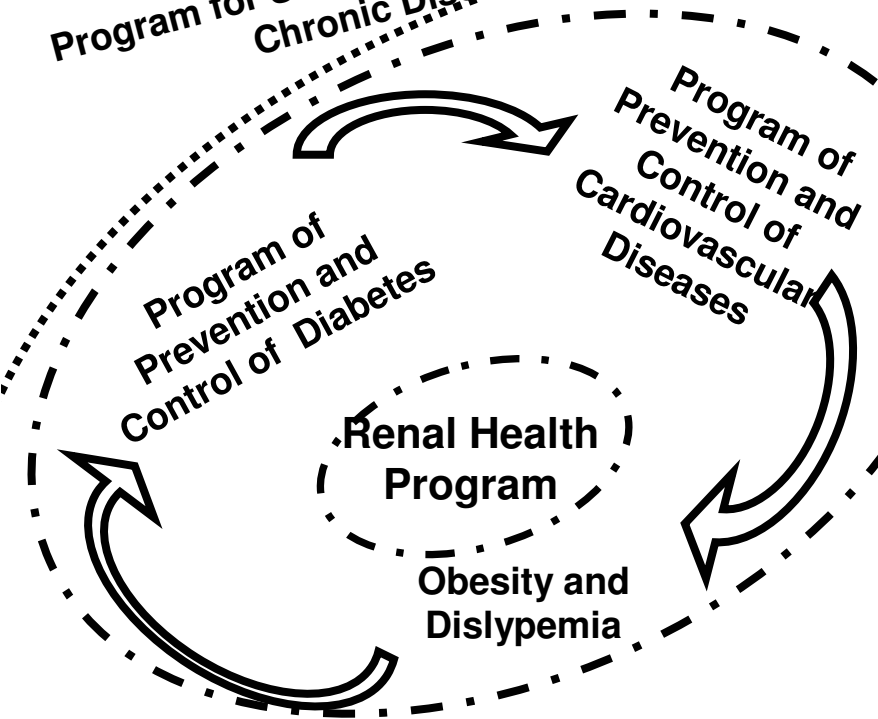 Program for
Chronic
Program of
Prevention and
Control of
Cardiovascular
Diseases
Program of
Prevention and
Control of Diabetes
Renal Health
Program
Obesity and
Dislypemia